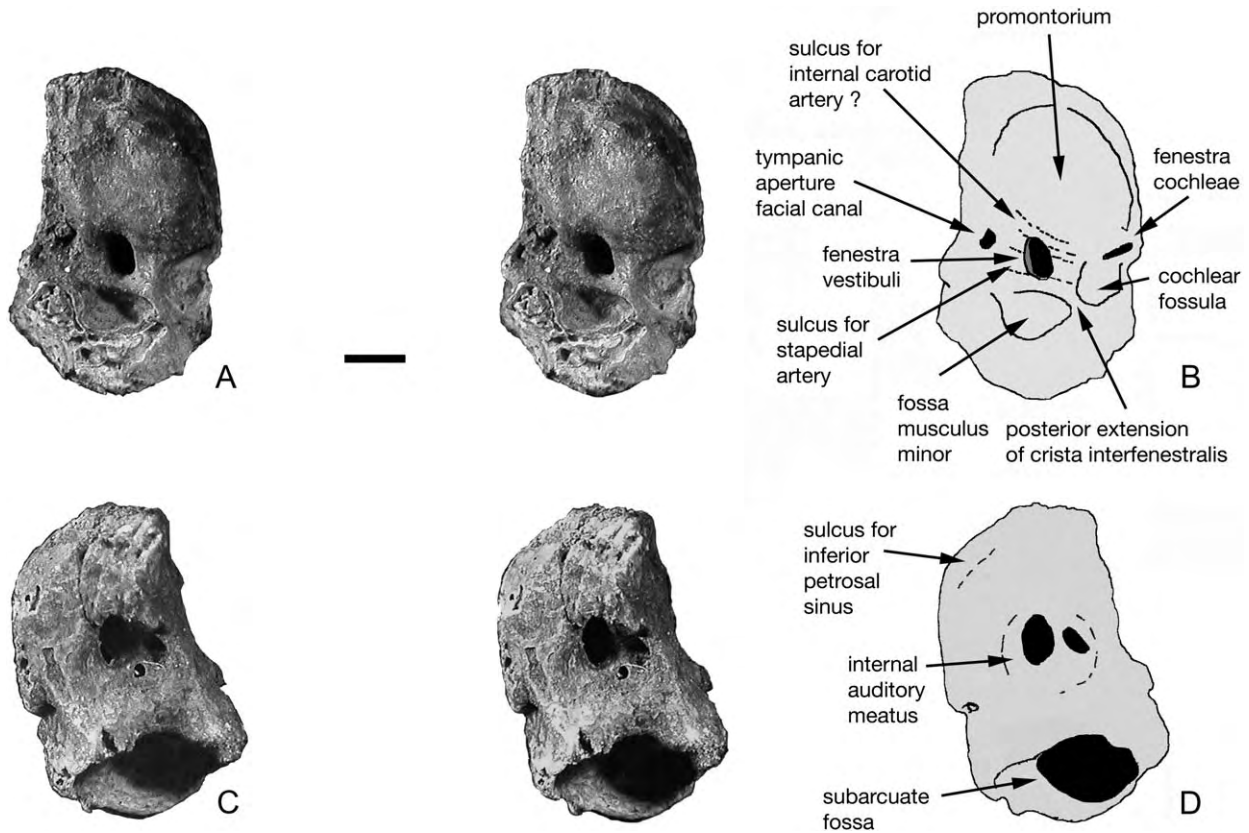 promontorium
sulcus for
internal carotid
artery ?
tympanic
aperture
facial canal
fenestra
cochleae
fenestra
vestibuli
cochlear
fossula
sulcus for
stapedial
artery
fossa
musculus
minor
posterior extension
of crista interfenestralis
A
B
sulcus for
inferior
petrosal
sinus
internal
auditory
meatus
subarcuate
fossa
C
D